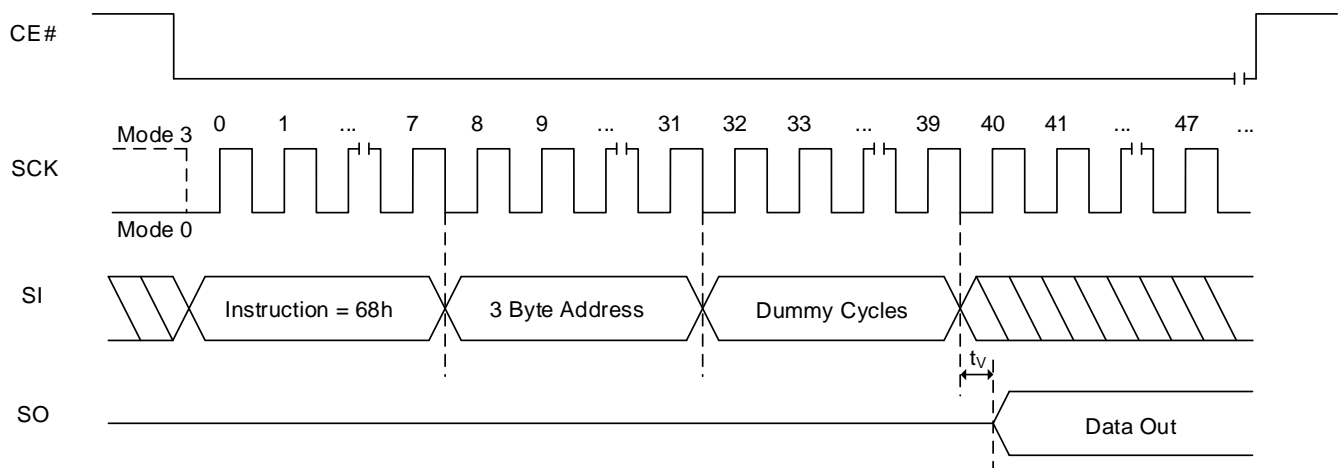 CE#
Mode 3 0 1 ... 7 8 9 ... 31 32 33 ... 39 40 41 ... 47 ...
SCK
Mode 0
SI Instruction = 68h 3 Byte Address Dummy Cycles
tV
SO Data Out